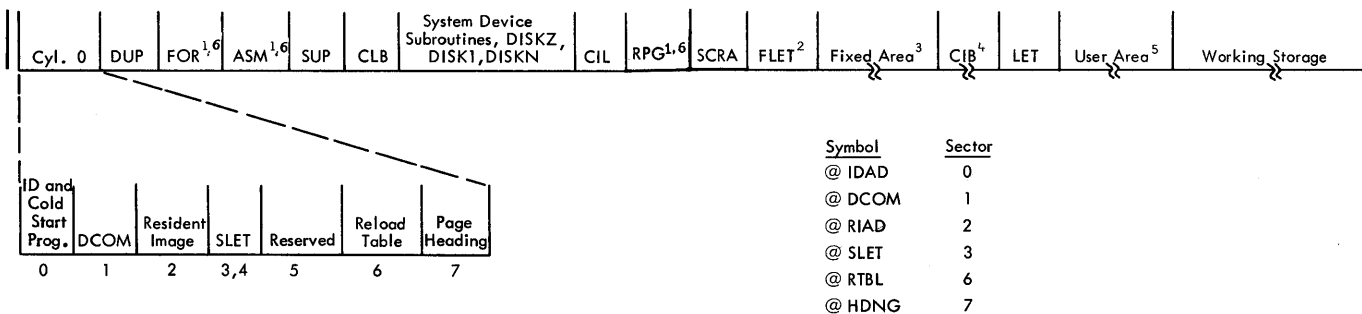 System Device
Subroutines, DISKZ,
DISK1,DISKN
Cyl. 0 DUP FOR1,6 ASM1,6 SUP CLB CIL RPG1,6 SCRA FLET2 Fixed Area3 CIB4 LET User Area5 Working Storage
ID and
Cold
Start
Prog. DCOM Resident
Image SLET Reserved Reload
Table Page
Heading
0 1 2 3,4 5 6 7
Symbol Sector
@ IDAD 0
@ DCOM 1
@ RIAD 2
@ SLET 3
@ RTBL 6
@ HDNG 7